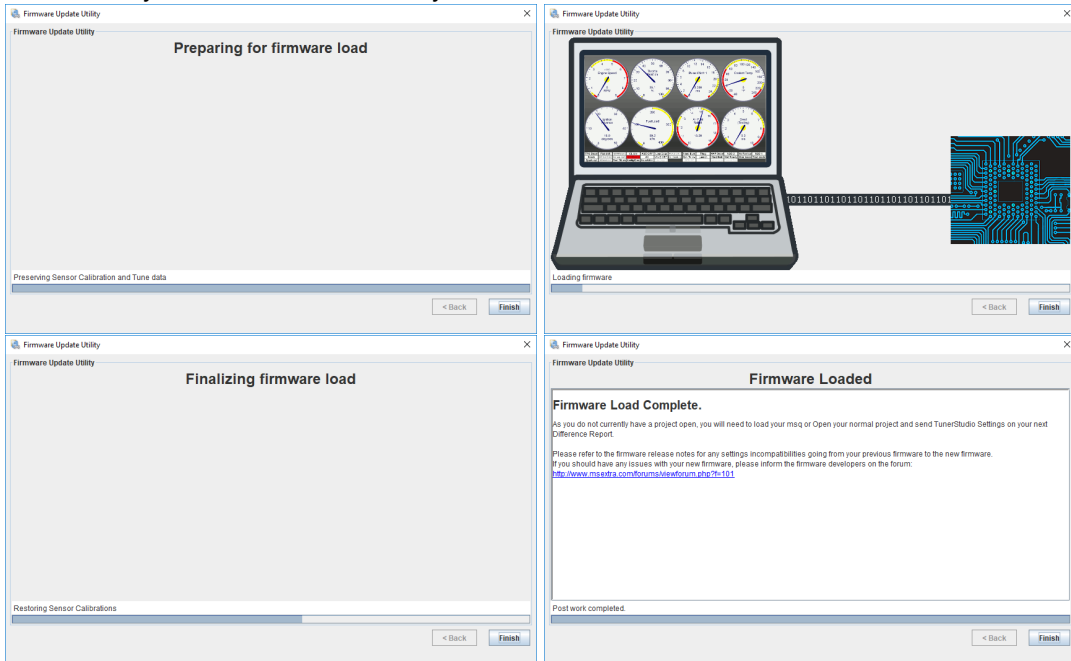 Firmware Update Utility
Firmware Update Utility
Preparing for firmware load
Preserving Sensor Calibration and Tune data
< Back
Finish
Firmware Update Utility
Firmware Update Utility
Loading firmware
< Back
Finish
Firmware Update Utility
Firmware Update Utility
Finalizing firmware load
Restoring Sensor Calibrations
< Back
Finish
Firmware Update Utility
Firmware Update Utility
Firmware Loaded
Firmware Load Complete.
As you do not currently have a project open, you will need to load your msq or Open your normal project and send TunerStudio Settings on your next
Difference Report.
Please refer to the firmware release notes for any settings incompatibilities going from your previous firmware to the new firmware.
If you should have any issues with your new firmware, please inform the firmware developers on the forum:
http://www.msextra.com/forums/viewforum.php?f=101
Post work completed.
< Back
Finish